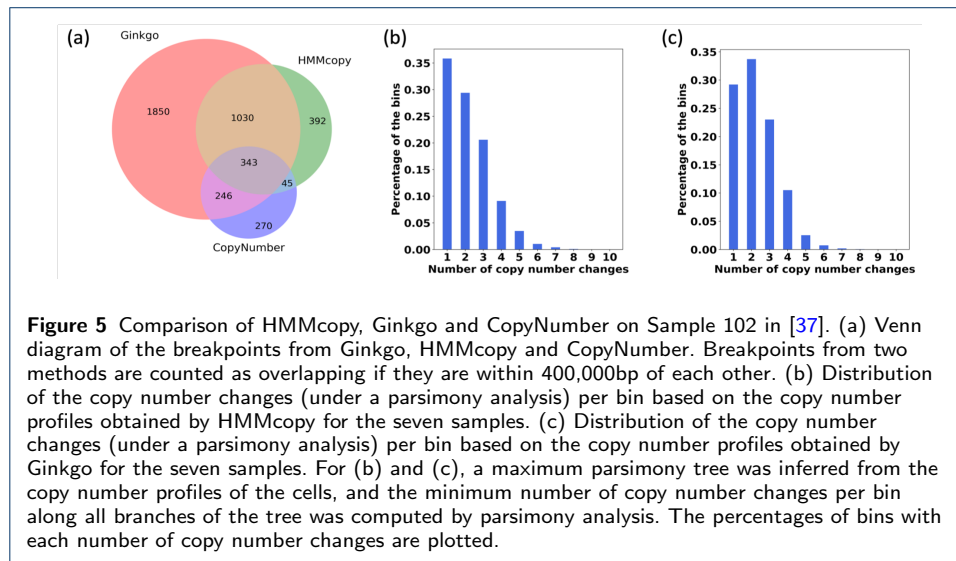 (a)
Ginkgo
HMMcopy
1850
1030
392
343
45
246
270
CopyNumber
(b)
Percentage of the bins
0.35
0.30
0.25
0.20
0.15
0.10
0.05
0.00
1 2 3 4 5 6 7 8 9 10
Number of copy number changes
(c)
Percentage of the bins
0.35
0.30
0.25
0.20
0.15
0.10
0.05
0.00
1 2 3 4 5 6 7 8 9 10
Number of copy number changes
Figure 5 Comparison of HMMcopy, Ginkgo and CopyNumber on Sample 102 in [37]. (a) Venn
diagram of the breakpoints from Ginkgo, HMMcopy and CopyNumber. Breakpoints from two
methods are counted as overlapping if they are within 400,000bp of each other. (b) Distribution
of the copy number changes (under a parsimony analysis) per bin based on the copy number
profiles obtained by HMMcopy for the seven samples. (c) Distribution of the copy number
changes (under a parsimony analysis) per bin based on the copy number profiles obtained by
Ginkgo for the seven samples. For (b) and (c), a maximum parsimony tree was inferred from the
copy number profiles of the cells, and the minimum number of copy number changes per bin
along all branches of the tree was computed by parsimony analysis. The percentages of bins with
each number of copy number changes are plotted.